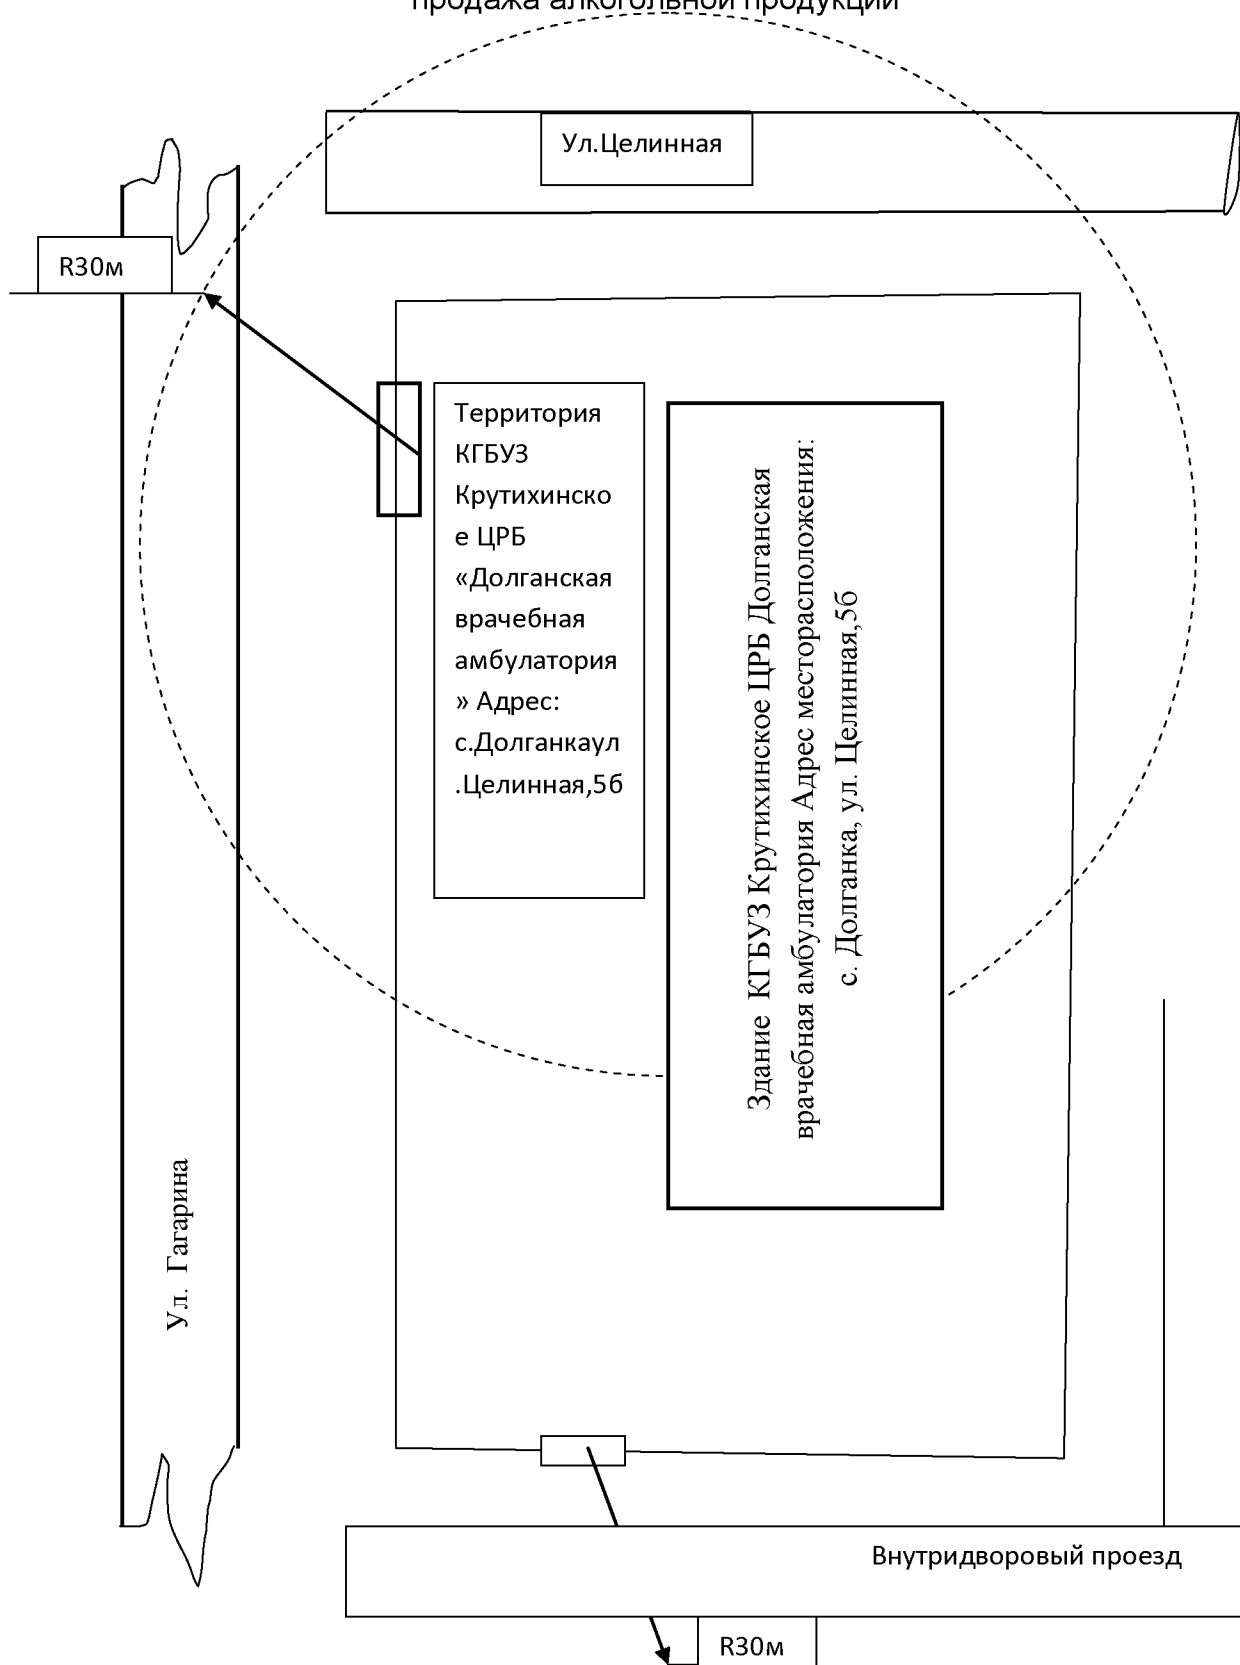 продажа алкогольной продукции
Ул.Целинная
R30м
Территория
КГБУЗ
Крутихинско
е ЦРБ
«Долганская
врачебная
амбулатория
» Адрес:
с.Долганкаул
.Целинная,5б
Здание КГБУЗ Крутихинское ЦРБ Долганская
врачебная амбулатория Адрес месторасположения:
с. Долганка, ул. Целинная,5б
Ул. Гагарина
Внутридворовый проезд
R30м